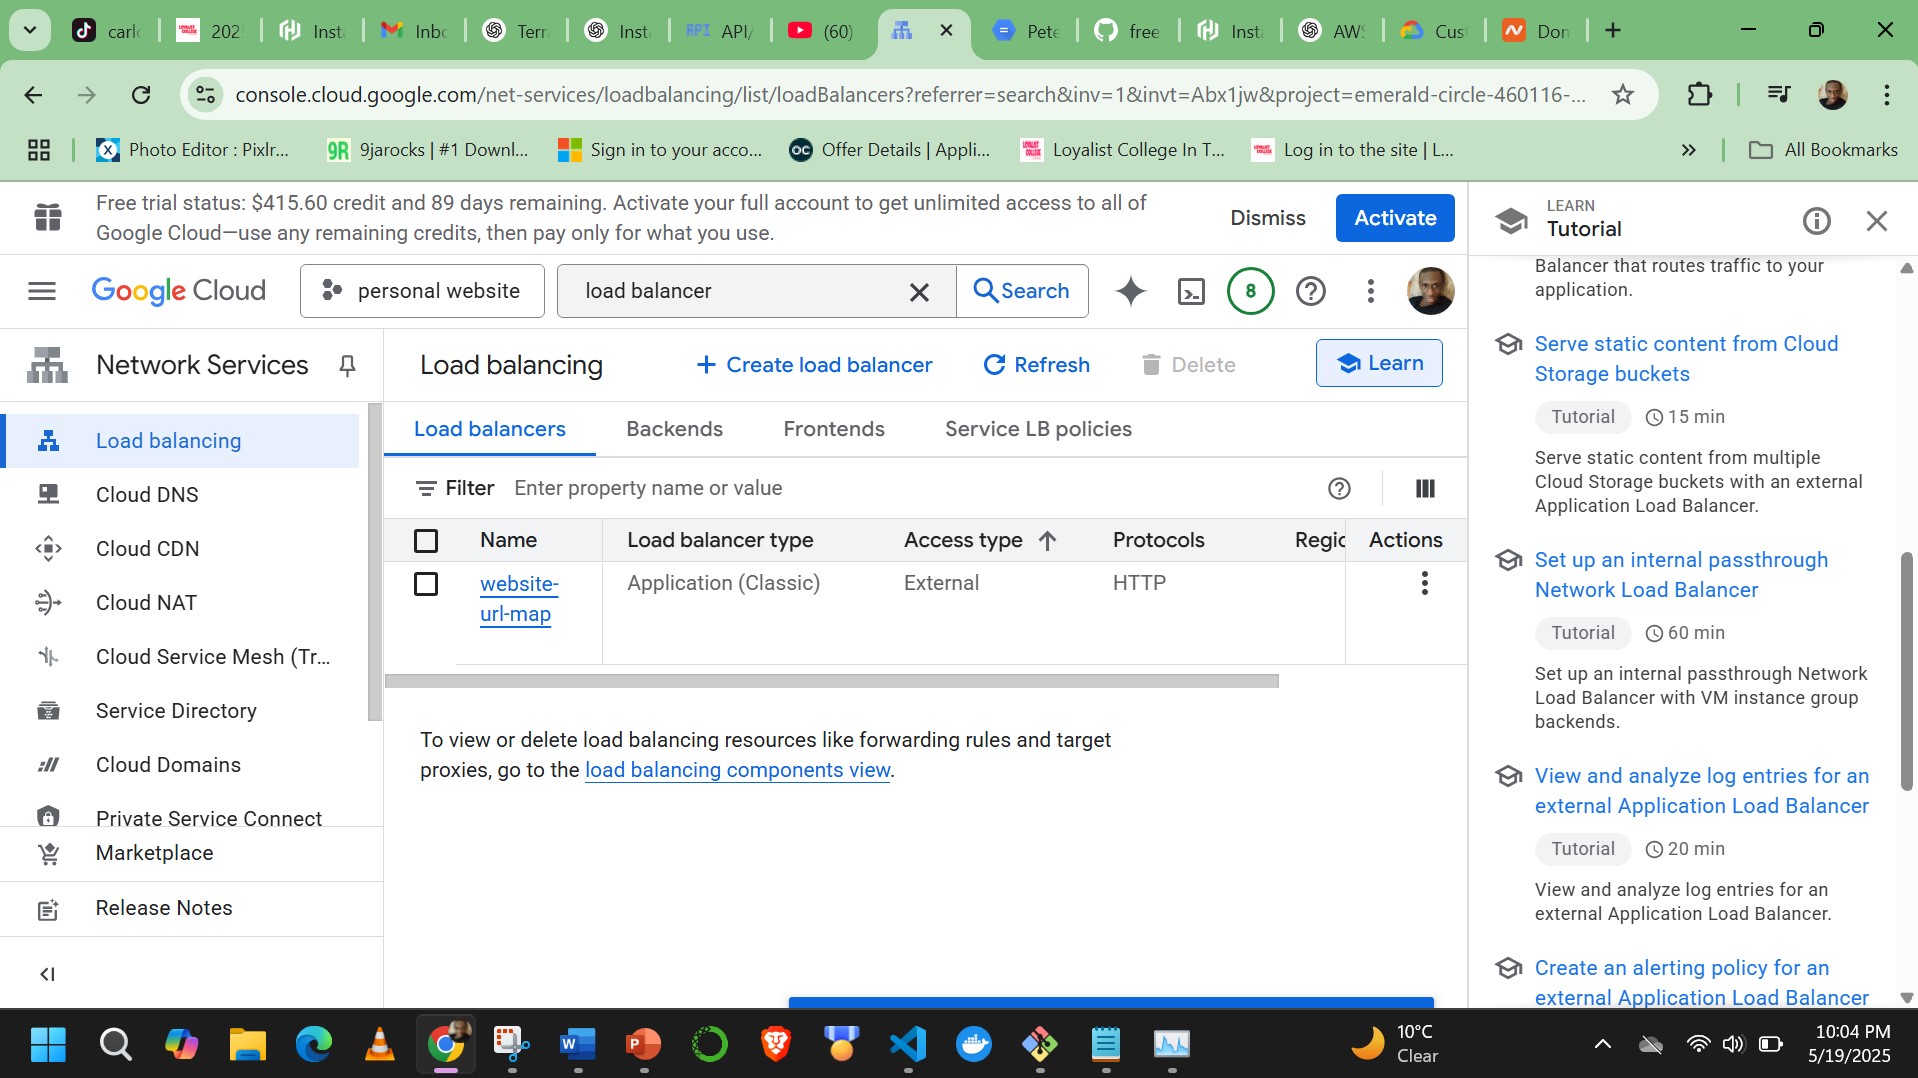 carlo
2025
Insta
Inbo
Terra
Insta
API/
(60)
Pete
free
Insta
AWS
Cust
Don
console.cloud.google.com/net-services/loadbalancing/list/loadBalancers?referrer=search&inv=1&invt=Abx1jw&project=emerald-circle-460116-...
Photo Editor : Pixlr...
9jarocks | #1 Downl...
Sign in to your acco...
Offer Details | Appli...
Loyalist College In T...
Log in to the site | L...
All Bookmarks
Free trial status: $415.60 credit and 89 days remaining. Activate your full account to get unlimited access to all of
Google Cloud—use any remaining credits, then pay only for what you use.
Dismiss
Activate
Google Cloud
personal website
load balancer
Search
8
Network Services
Load balancing
Cloud DNS
Cloud CDN
Cloud NAT
Cloud Service Mesh (Tr...
Service Directory
Cloud Domains
Private Service Connect
Marketplace
Release Notes
Load balancing
Create load balancer
Refresh
Delete
Learn
Load balancers
Backends
Frontends
Service LB policies
Filter
Enter property name or value
Name
Load balancer type
Access type
Protocols
Regic
Actions
website-
url-map
Application (Classic)
External
HTTP
To view or delete load balancing resources like forwarding rules and target
proxies, go to the load balancing components view.
LEARN
Tutorial
Balancer that routes traffic to your
application.
Serve static content from Cloud
Storage buckets
Tutorial
15 min
Serve static content from multiple
Cloud Storage buckets with an external
Application Load Balancer.
Set up an internal passthrough
Network Load Balancer
Tutorial
60 min
Set up an internal passthrough Network
Load Balancer with VM instance group
backends.
View and analyze log entries for an
external Application Load Balancer
Tutorial
20 min
View and analyze log entries for an
external Application Load Balancer.
Create an alerting policy for an
external Application Load Balancer
10°C
Clear
10:04 PM
5/19/2025